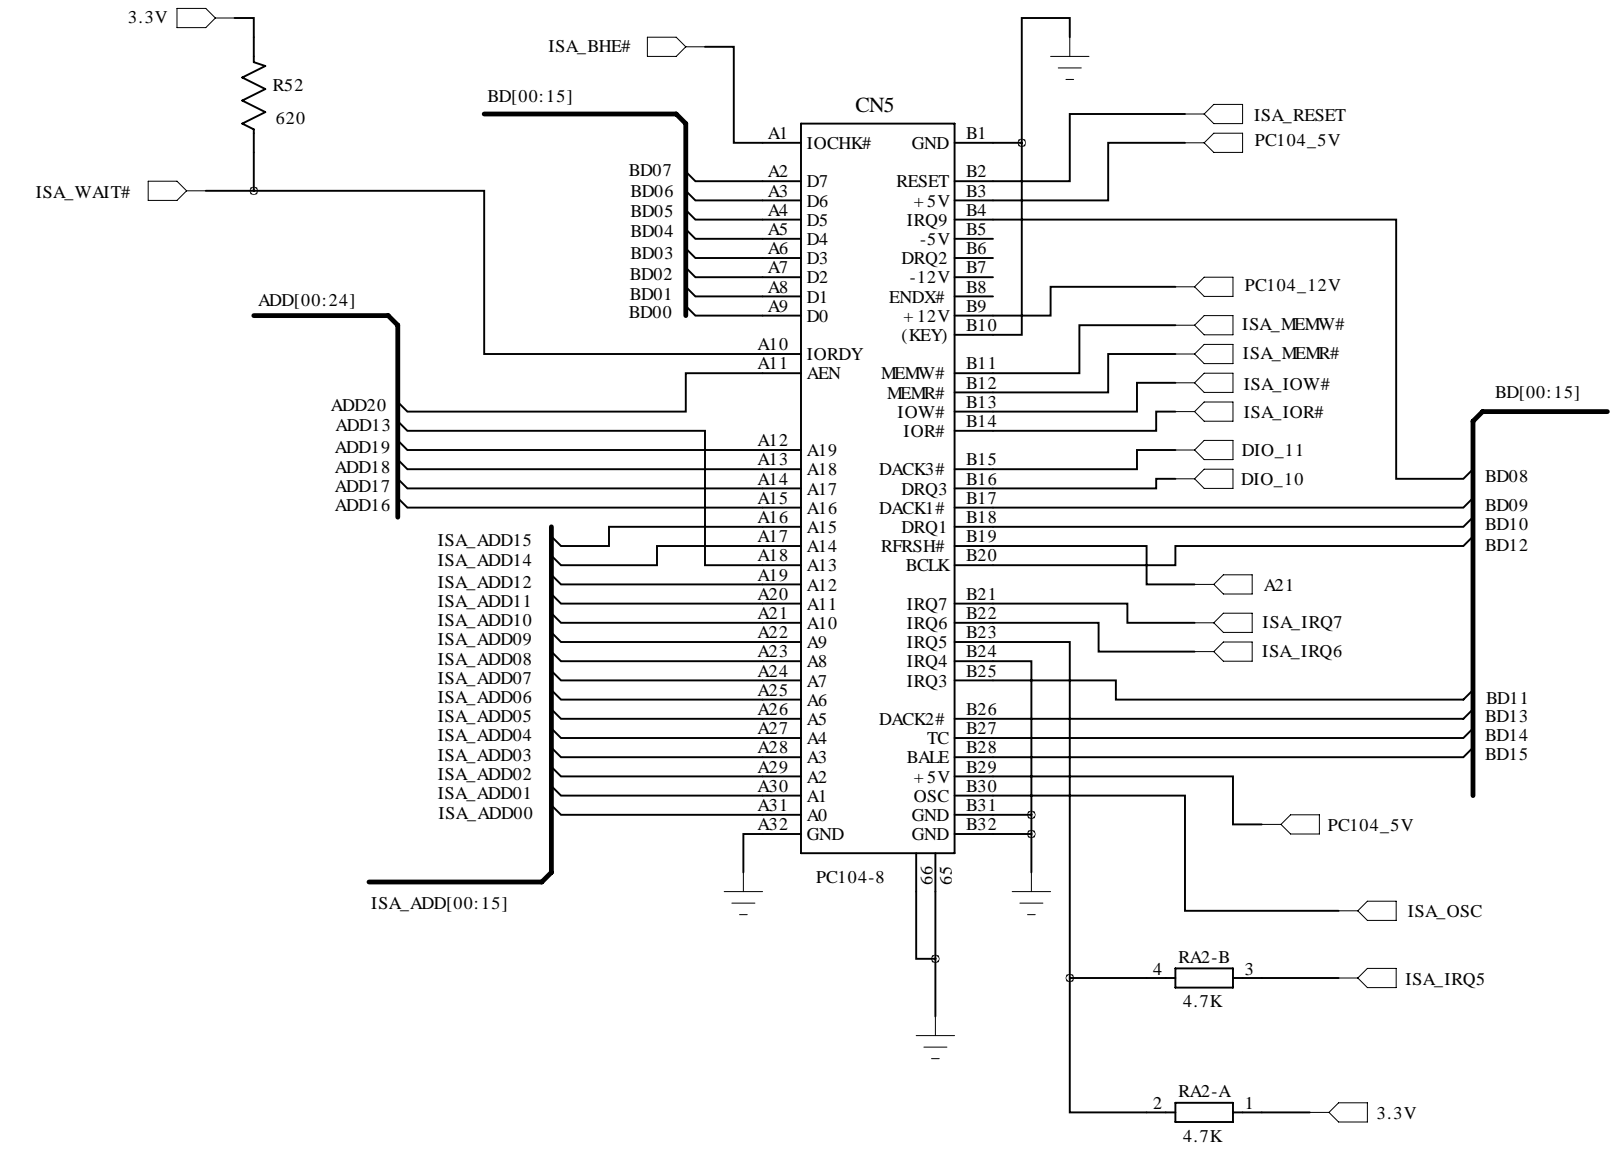 3.3V
R52
620
ISA_WAIT#
ISA_BHE#
BD[00:15]
BD07
BD06
BD05
BD04
BD03
BD02
BD01
BD00
ADD[00:24]
ADD20
ADD13
ADD19
ADD18
ADD17
ADD16
ISA_ADD15
ISA_ADD14
ISA_ADD12
ISA_ADD11
ISA_ADD10
ISA_ADD09
ISA_ADD08
ISA_ADD07
ISA_ADD06
ISA_ADD05
ISA_ADD04
ISA_ADD03
ISA_ADD02
ISA_ADD01
ISA_ADD00
ISA_ADD[00:15]
CN5
A1 IOCHK#
A2 D7
A3 D6
A4 D5
A5 D4
A6 D3
A7 D2
A8 D1
A9 D0
A10 IORDY
A11 AEN
A12 A19
A13 A18
A14 A17
A15 A16
A16 A15
A17 A14
A18 A13
A19 A12
A20 A11
A21 A10
A22 A9
A23 A8
A24 A7
A25 A6
A26 A5
A27 A4
A28 A3
A29 A2
A30 A1
A31 A0
A32 GND
GND B1
RESET B2
+5V B3
IRQ9 B4
-5V B5
DRQ2 B6
-12V B7
ENDX# B8
+12V B9
(KEY) B10
MEMW# B11
MEMR# B12
IOW# B13
IOR# B14
DACK3# B15
DRQ3 B16
DACK1# B17
DRQ1 B18
RFRSH# B19
BCLK B20
IRQ7 B21
IRQ6 B22
IRQ5 B23
IRQ4 B24
IRQ3 B25
DACK2# B26
TC B27
BALE B28
+5V B29
OSC B30
GND B31
GND B32
PC104-8
66
65
ISA_RESET
PC104_5V
PC104_12V
ISA_MEMW#
ISA_MEMR#
ISA_IOW#
ISA_IOR#
DIO_11
DIO_10
A21
ISA_IRQ7
ISA_IRQ6
BD[00:15]
BD08
BD09
BD10
BD12
BD11
BD13
BD14
BD15
PC104_5V
ISA_OSC
RA2-B
4 3
4.7K
ISA_IRQ5
RA2-A
2 1
4.7K
3.3V